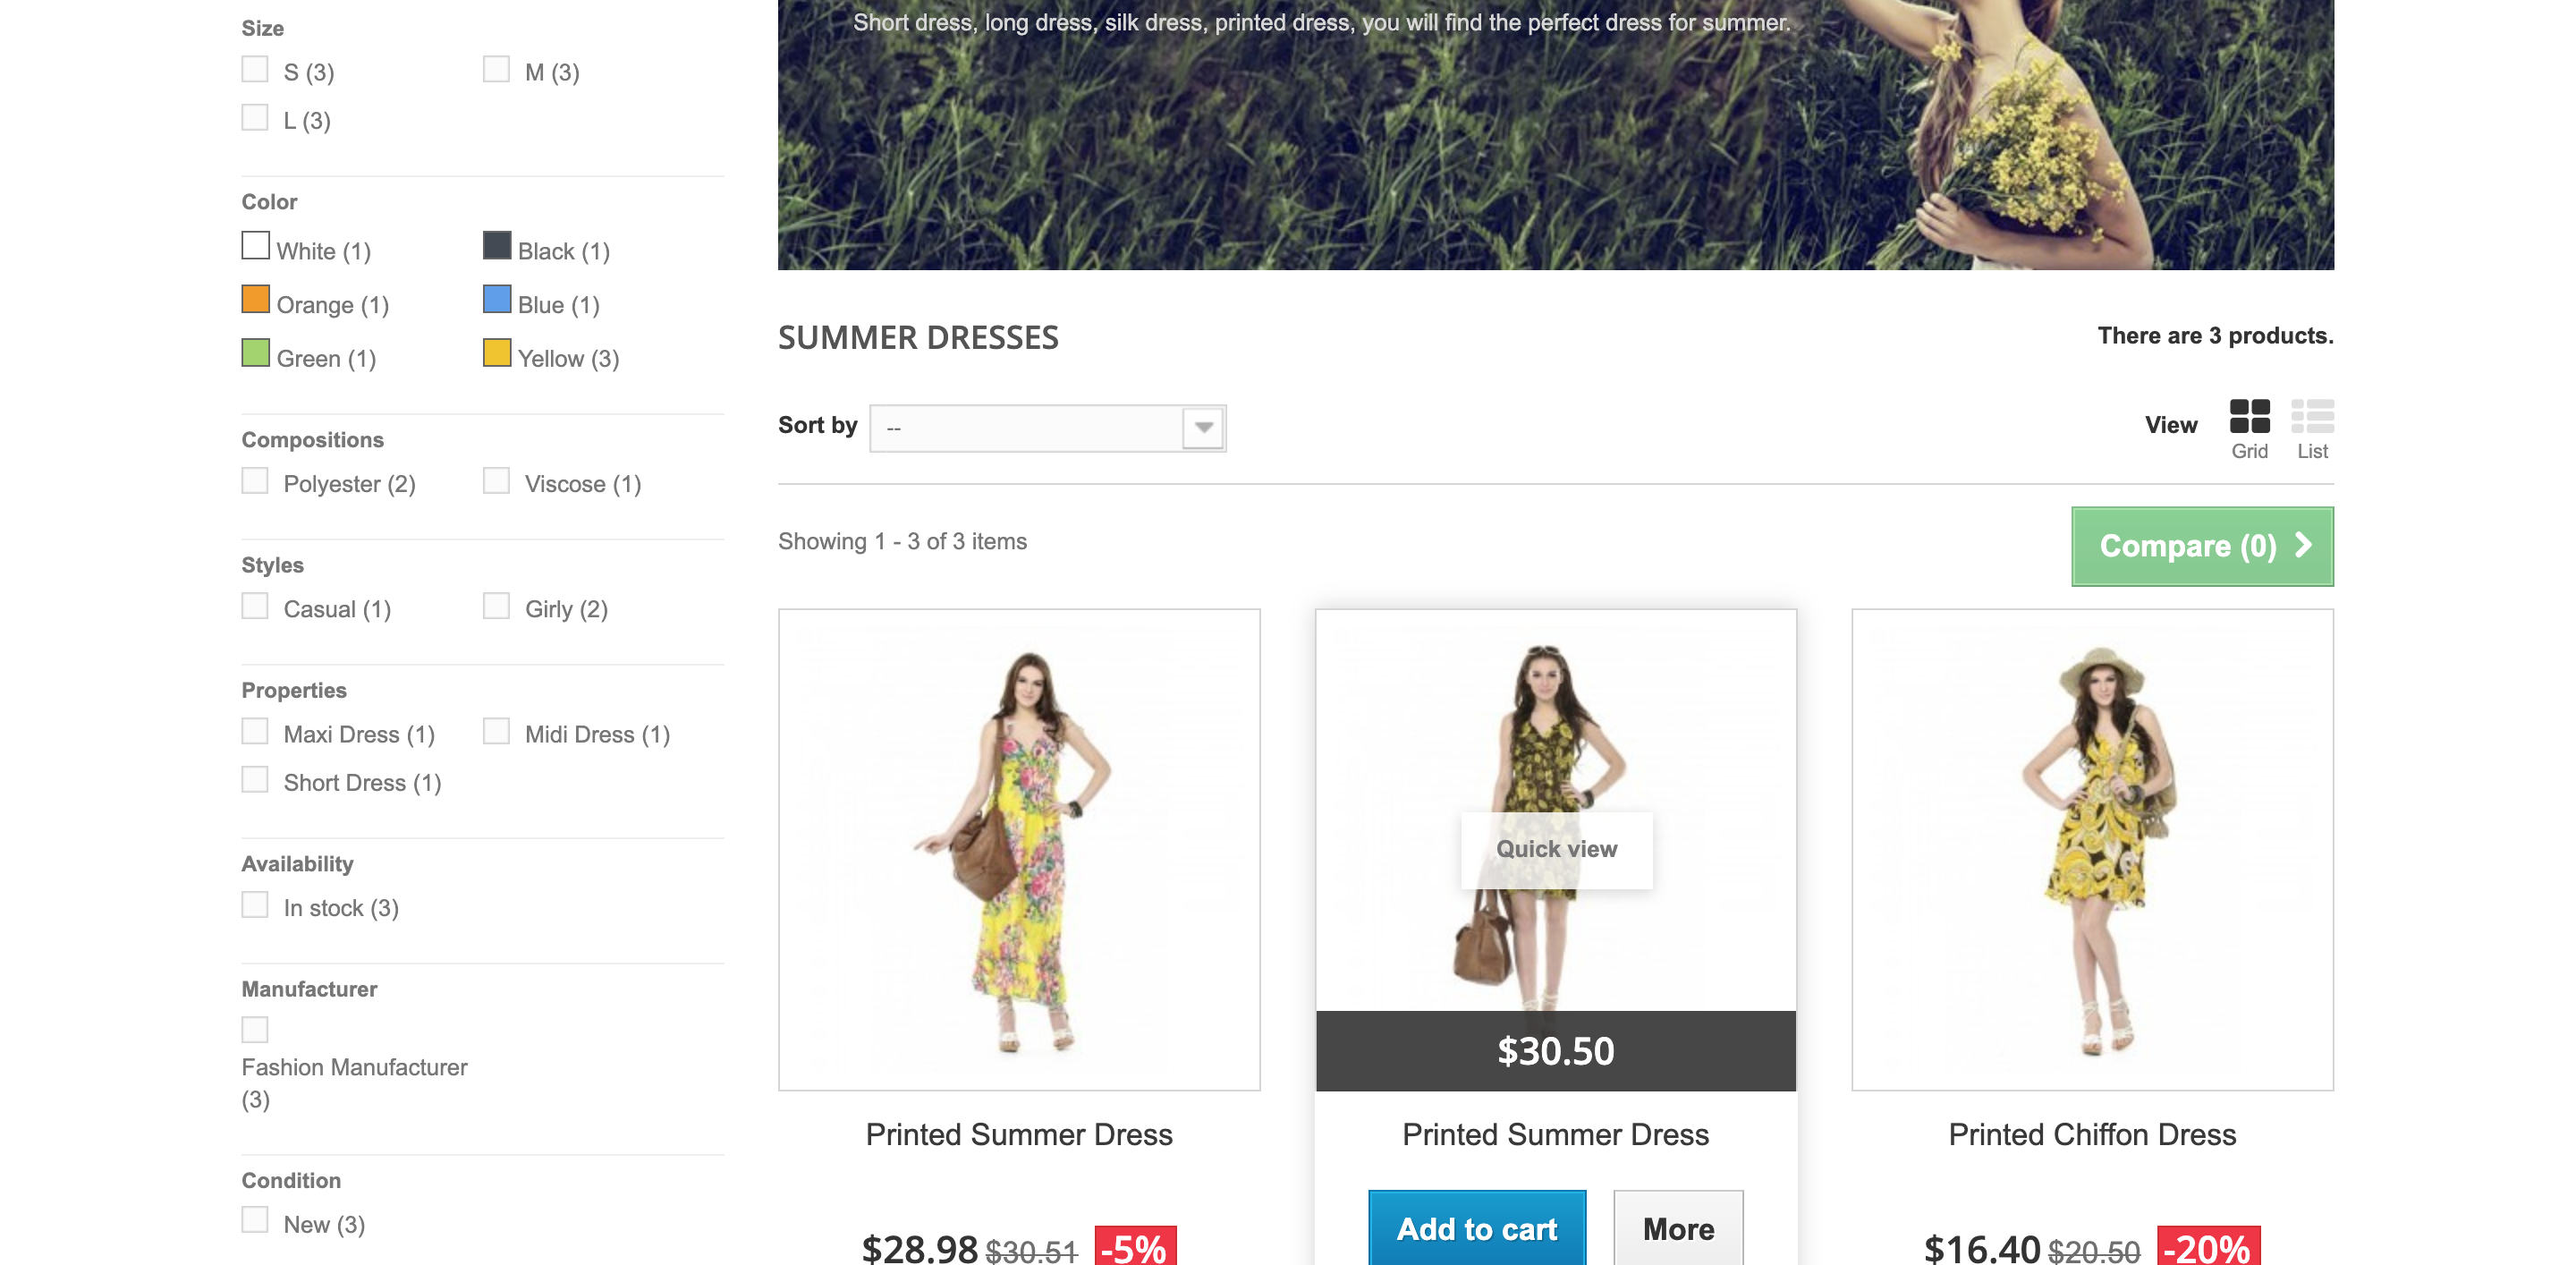 Size
S (3)
M (3)
L (3)
Color
White (1)
Black (1)
Orange (1)
Blue (1)
Green (1)
Yellow (3)
Compositions
Polyester (2)
Viscose (1)
Styles
Casual (1)
Girly (2)
Properties
Maxi Dress (1)
Midi Dress (1)
Short Dress (1)
Availability
In stock (3)
Manufacturer
Fashion Manufacturer
(3)
Condition
New (3)
Short dress, long dress, silk dress, printed dress, you will find the perfect dress for summer.
SUMMER DRESSES
There are 3 products.
Sort by
--
View
Grid
List
Showing 1 - 3 of 3 items
Compare (0)
Printed Summer Dress
$28.98 $30.51 -5%
Quick view
$30.50
Printed Summer Dress
Add to cart
More
Printed Chiffon Dress
$16.40 $20.50 -20%